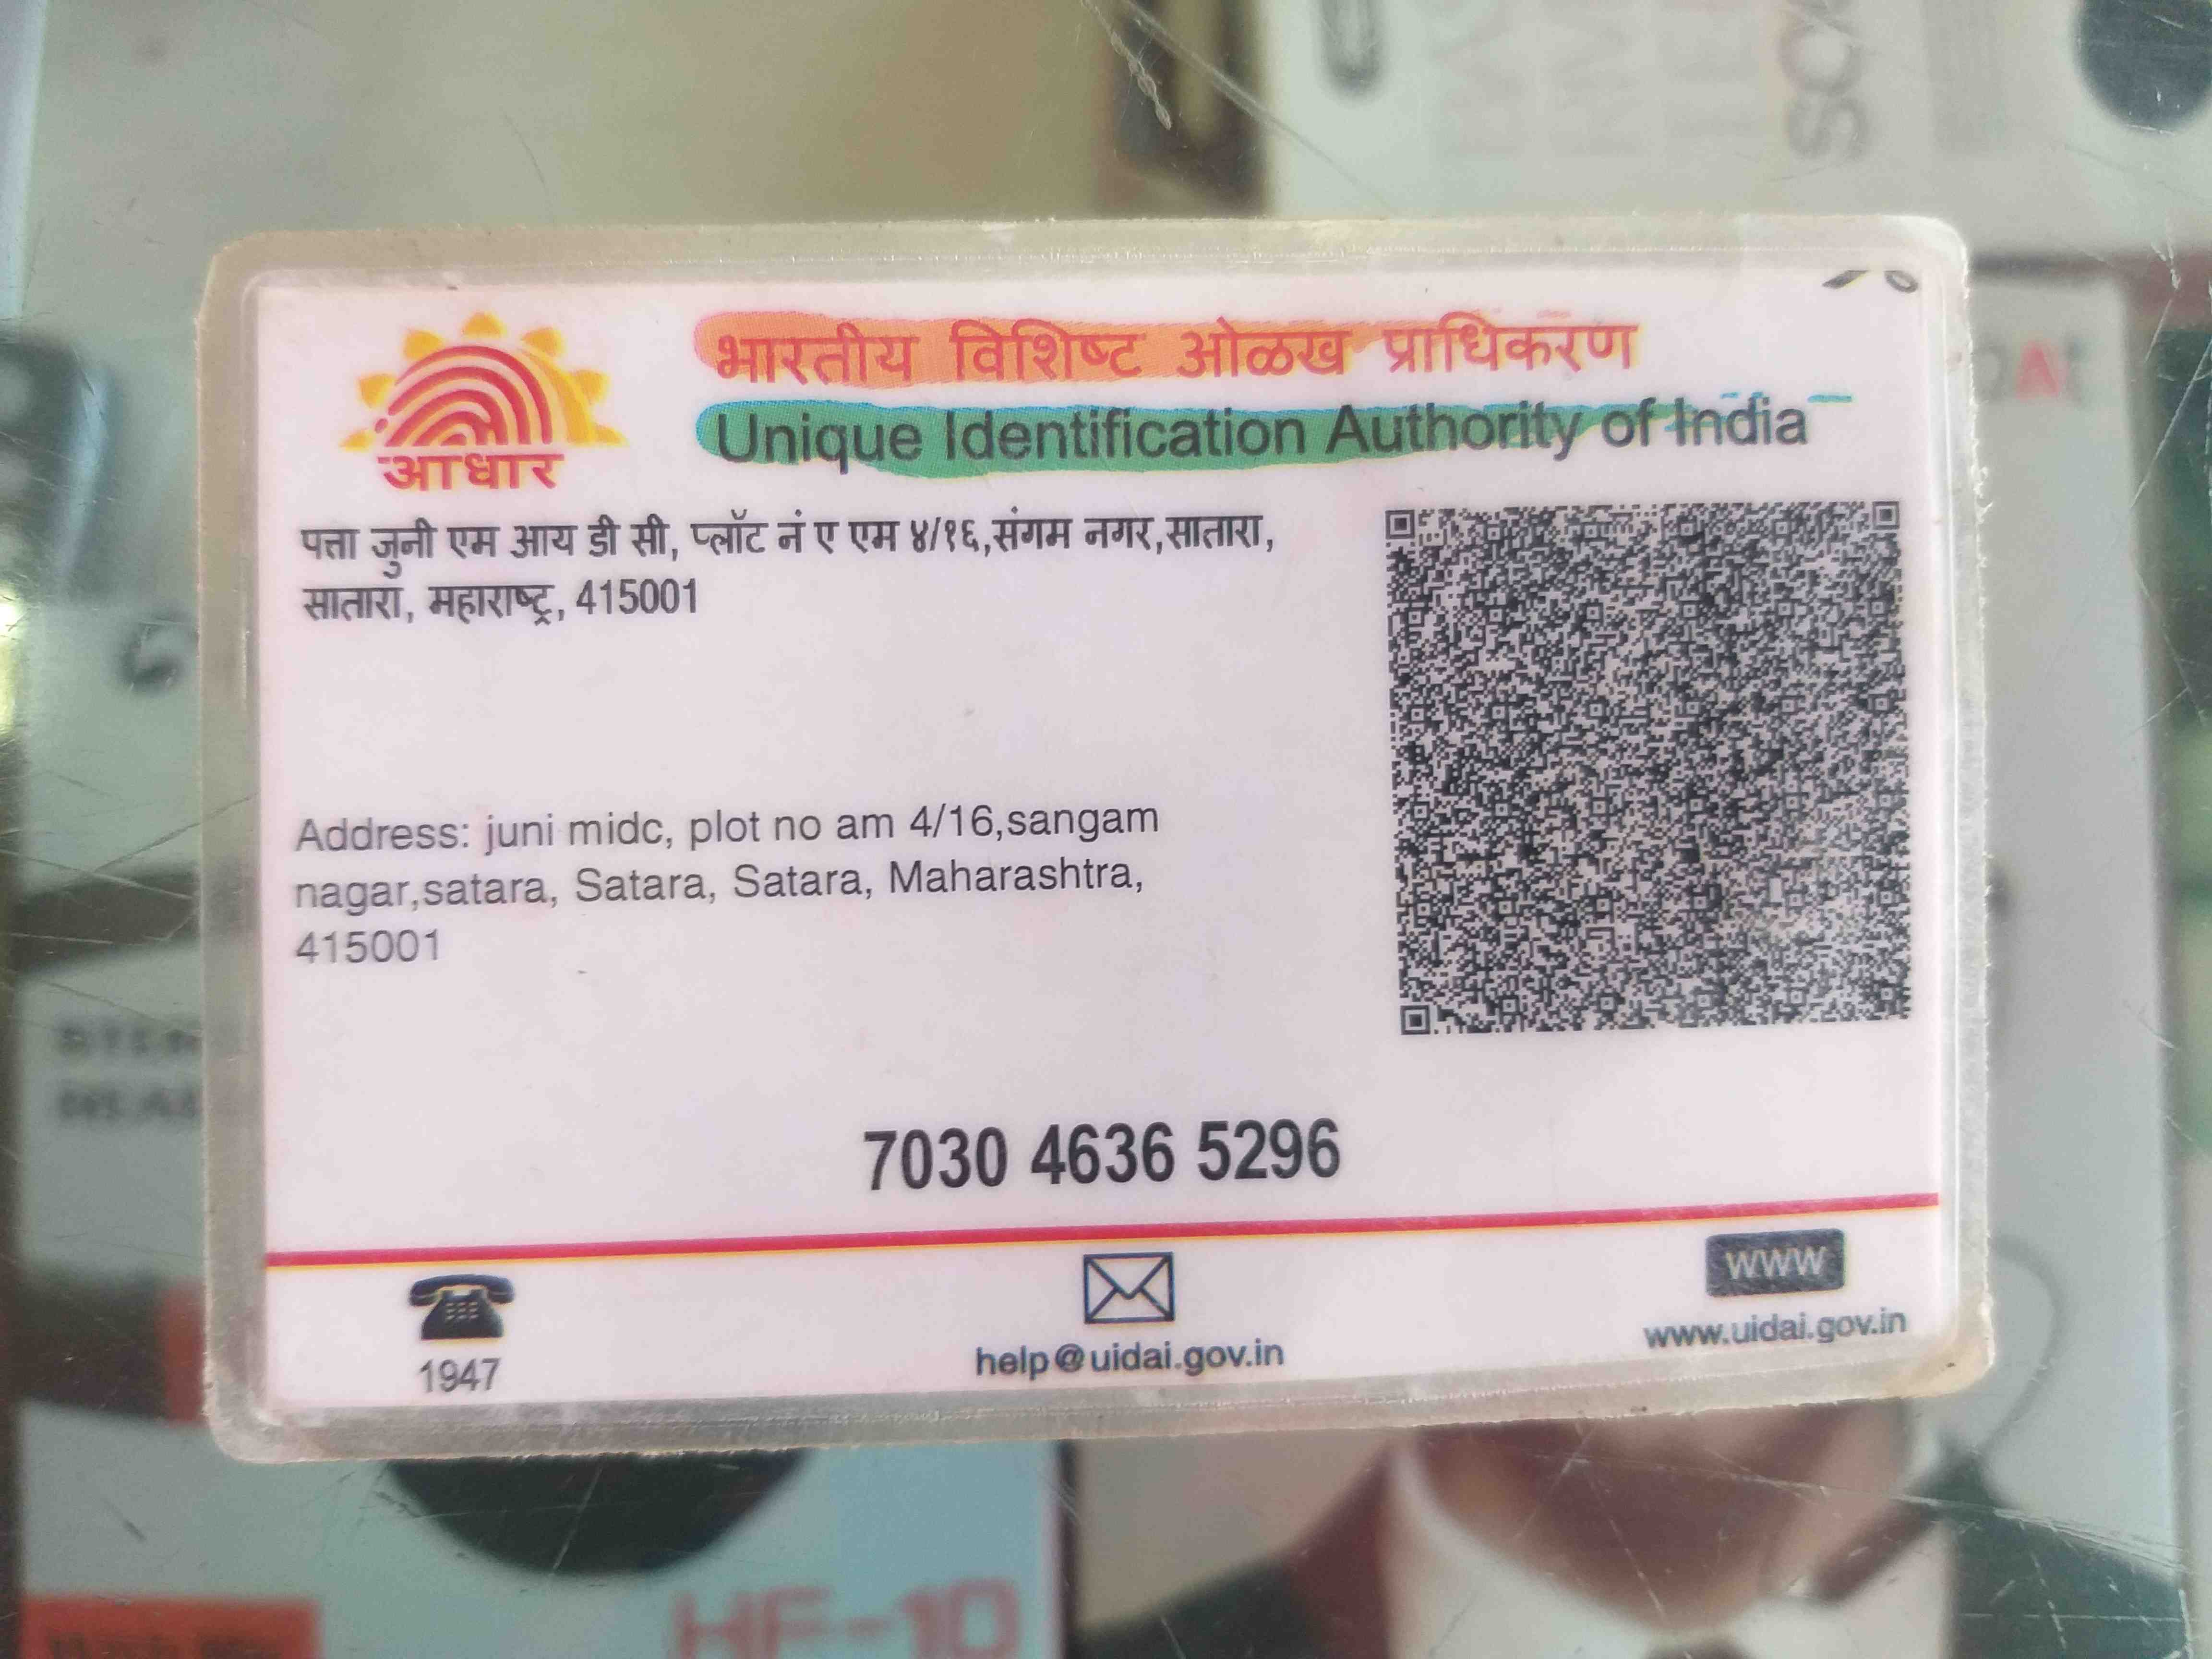 भारतीय विशिष्ट ओळख प्राधिकरण
Unique Identification Authority of India
आधार
पत्ता जुनी एम आय डी सी, प्लॉट नं ए एम ४/१६,संगम नगर,सातारा,
सातारा, महाराष्ट्र, 415001
Address: juni midc, plot no am 4/16,sangam
nagar,satara, Satara, Satara, Maharashtra,
415001
7030 4636 5296
WWW
1947
help@uidai.gov.in
www.uidai.gov.in
HF-10